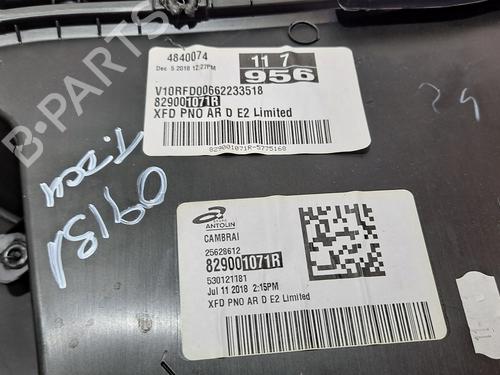 B-PARTS
4840074
Dec 5 2018 12:27PM
11 7
956
V10RFD00662233518
829001071R
XFD PNO AR D E2 Limited
829001071R-5775168
29
ANTOLIN
CAMBRAI
25628612
829001071R
530121181
Jul 11 2018 2:15PM
XFD PNO AR D E2 Limited